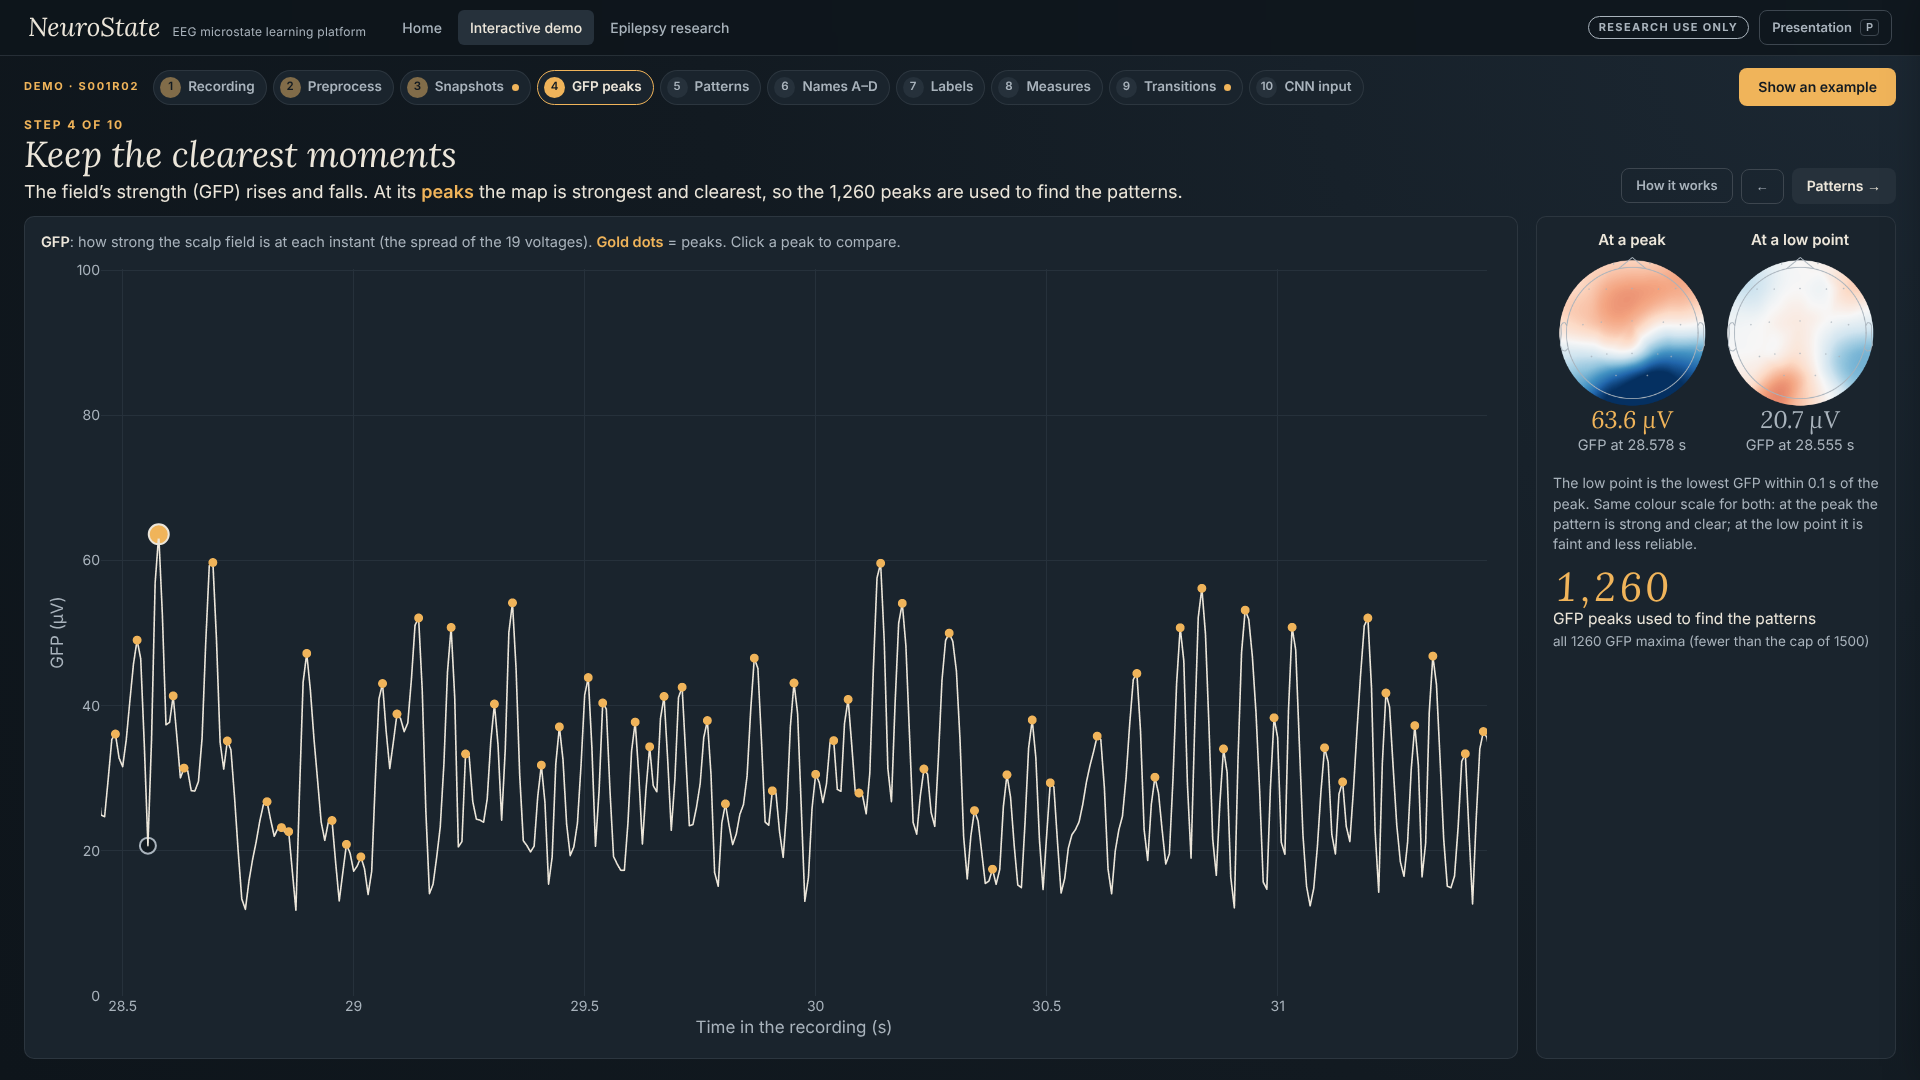 NeuroState EEG microstate learning platform Home Interactive demo Epilepsy research RESEARCH USE ONLY Presentation P
DEMO · S001R02 1 Recording 2 Preprocess 3 Snapshots 4 GFP peaks 5 Patterns 6 Names A–D 7 Labels 8 Measures 9 Transitions 10 CNN input Show an example
STEP 4 OF 10
Keep the clearest moments
The field’s strength (GFP) rises and falls. At its peaks the map is strongest and clearest, so the 1,260 peaks are used to find the patterns.
How it works ← Patterns →
GFP: how strong the scalp field is at each instant (the spread of the 19 voltages). Gold dots = peaks. Click a peak to compare.
100
80
60
40
20
0
GFP (µV)
28.5 29 29.5 30 30.5 31
Time in the recording (s)
At a peak At a low point
63.6 µV 20.7 µV
GFP at 28.578 s GFP at 28.555 s
The low point is the lowest GFP within 0.1 s of the
peak. Same colour scale for both: at the peak the
pattern is strong and clear; at the low point it is
faint and less reliable.
1,260
GFP peaks used to find the patterns
all 1260 GFP maxima (fewer than the cap of 1500)